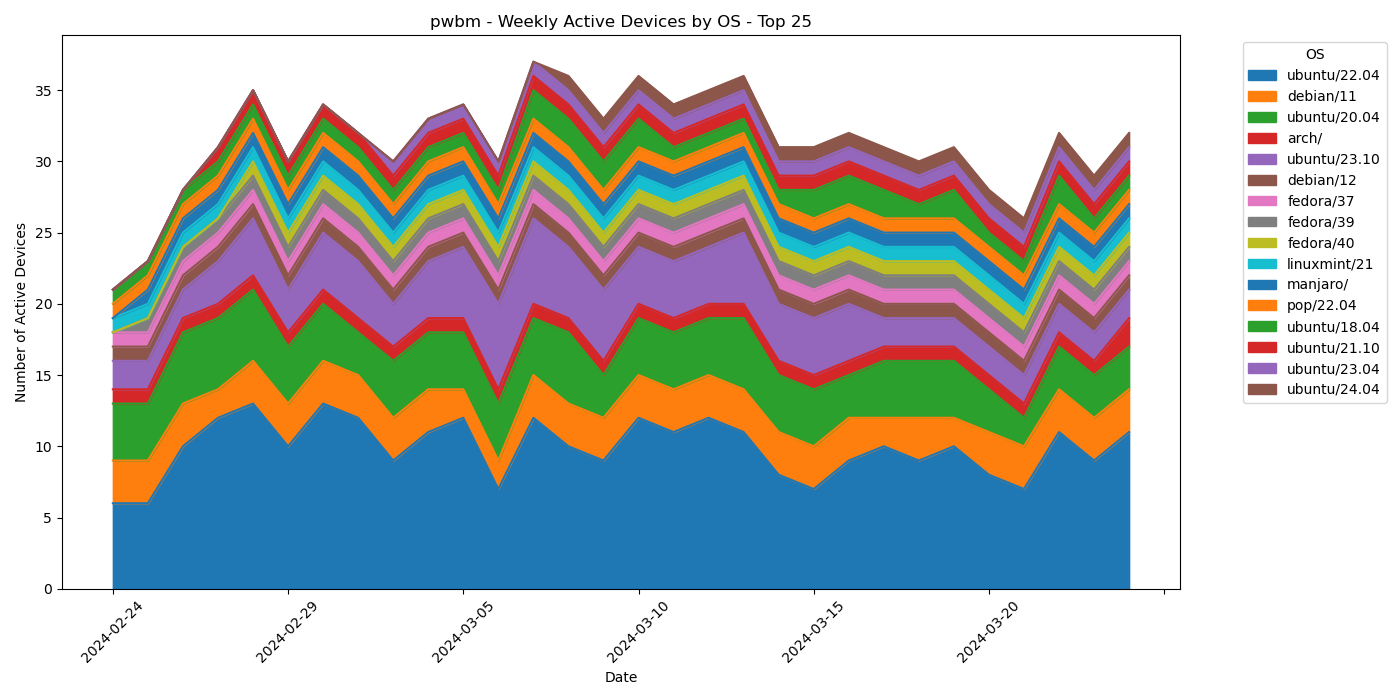 pwbm - Weekly Active Devices by OS - Top 25
Number of Active Devices
35
30
25
20
15
10
5
0
2024-02-24
2024-02-29
2024-03-05
2024-03-10
2024-03-15
2024-03-20
Date
OS
ubuntu/22.04
debian/11
ubuntu/20.04
arch/
ubuntu/23.10
debian/12
fedora/37
fedora/39
fedora/40
linuxmint/21
manjaro/
pop/22.04
ubuntu/18.04
ubuntu/21.10
ubuntu/23.04
ubuntu/24.04